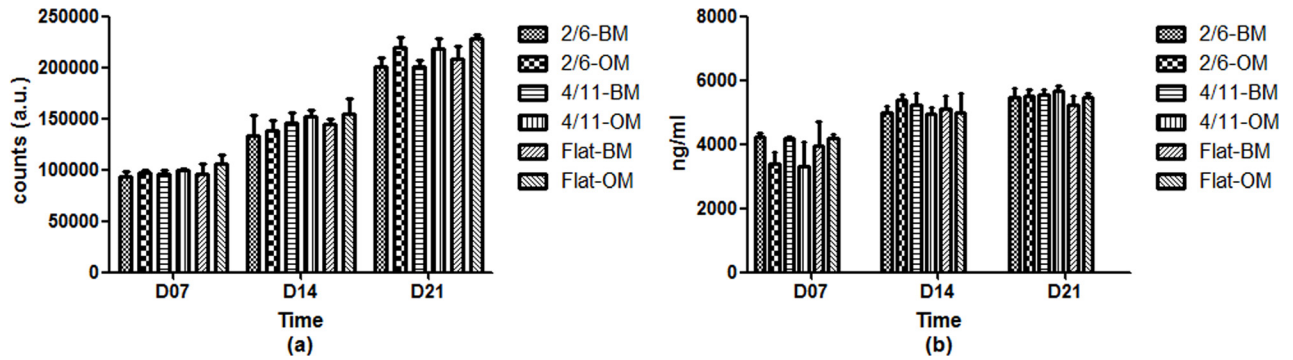 250000
200000
150000
100000
50000
0
counts (a.u.)
D07 D14 D21
Time
(a)
2/6-BM
2/6-OM
4/11-BM
4/11-OM
Flat-BM
Flat-OM
8000
6000
4000
2000
0
ng/ml
D07 D14 D21
Time
(b)
2/6-BM
2/6-OM
4/11-BM
4/11-OM
Flat-BM
Flat-OM